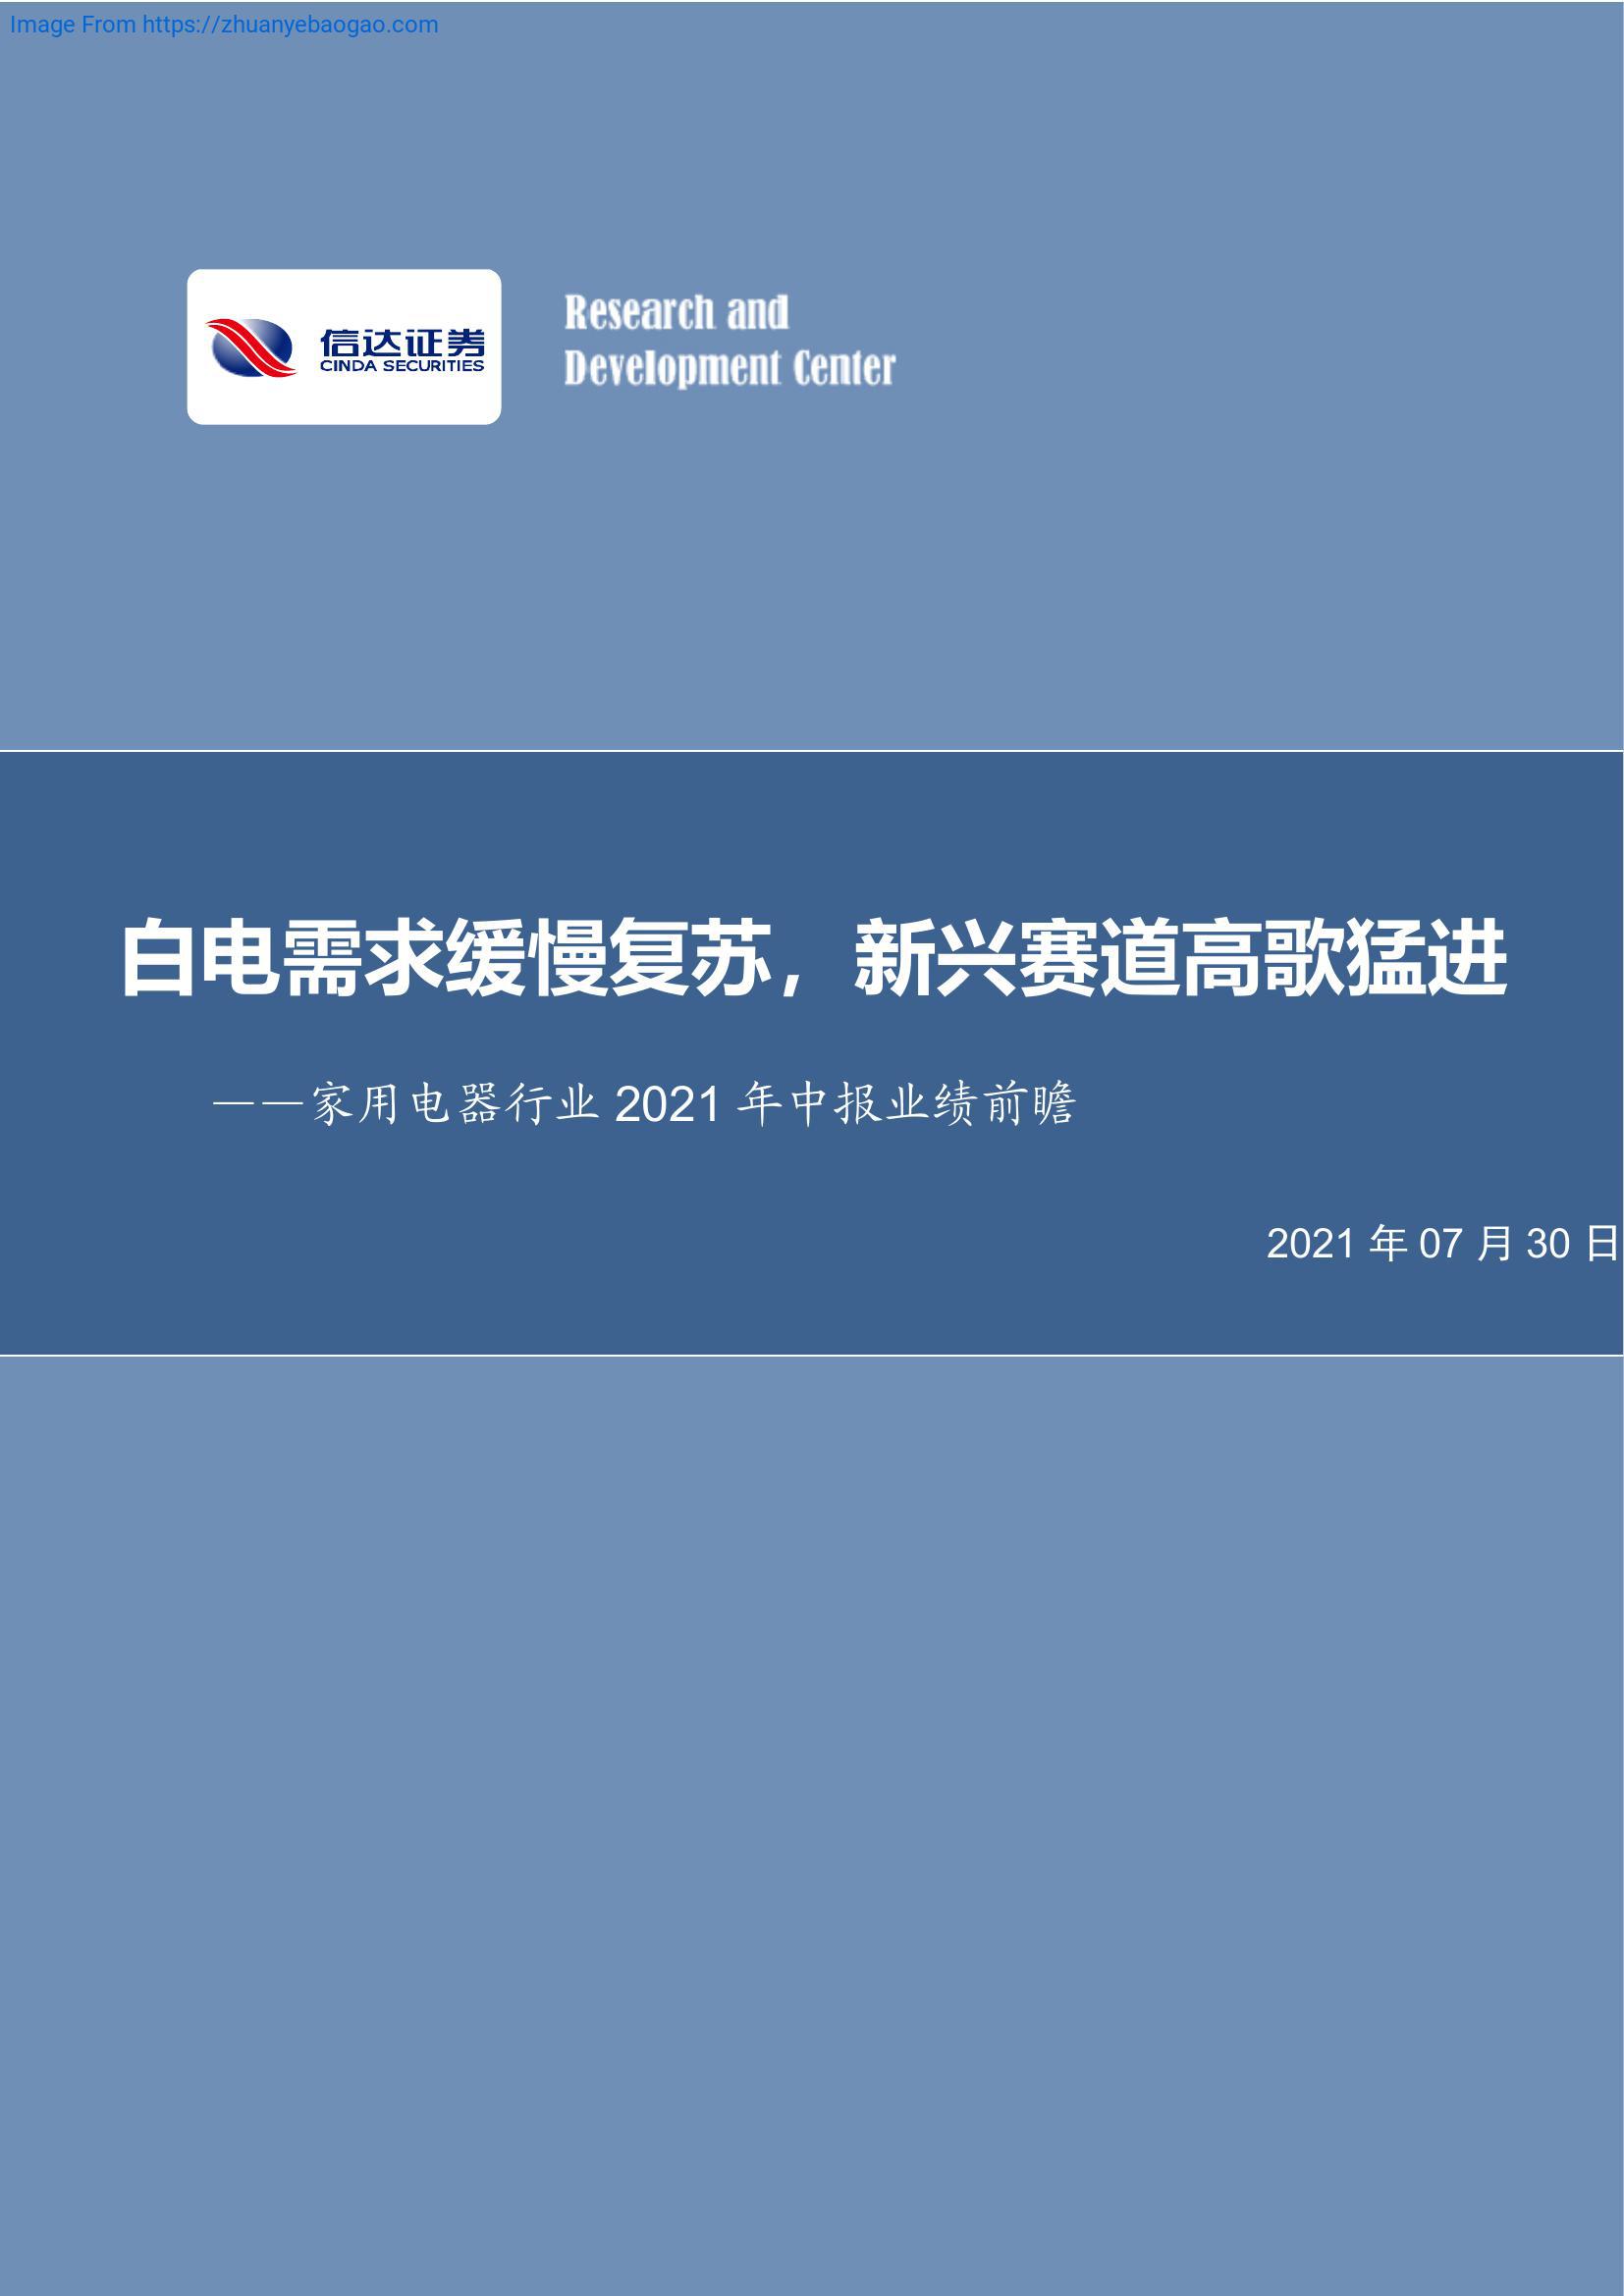 Image From https://zhuanyebaogao.com
信达证券
CINDA SECURITIES
Research and
Development Center
白电需求缓慢复苏，新兴赛道高歌猛进
——家用电器行业 2021 年中报业绩前瞻
2021 年 07 月 30 日